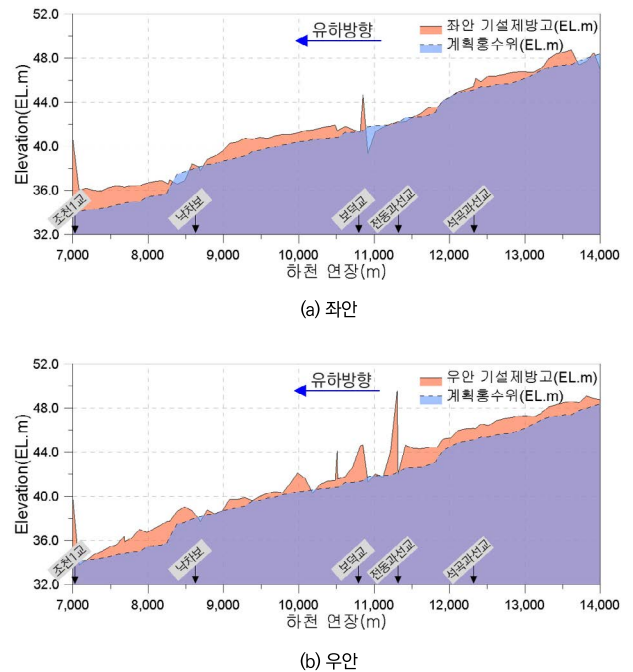 52.0
48.0
44.0
40.0
36.0
32.0
Elevation(EL.m)
유하방향
좌안 기설제방고(EL.m)
계획홍수위(EL.m)
조천1교
낙차보
보덕교
전동과선교
석곡과선교
7,000 8,000 9,000 10,000 11,000 12,000 13,000 14,000
하천 연장(m)
(a) 좌안
52.0
48.0
44.0
40.0
36.0
32.0
Elevation(EL.m)
유하방향
우안 기설제방고(EL.m)
계획홍수위(EL.m)
조천1교
낙차보
보덕교
전동과선교
석곡과선교
7,000 8,000 9,000 10,000 11,000 12,000 13,000 14,000
하천 연장(m)
(b) 우안